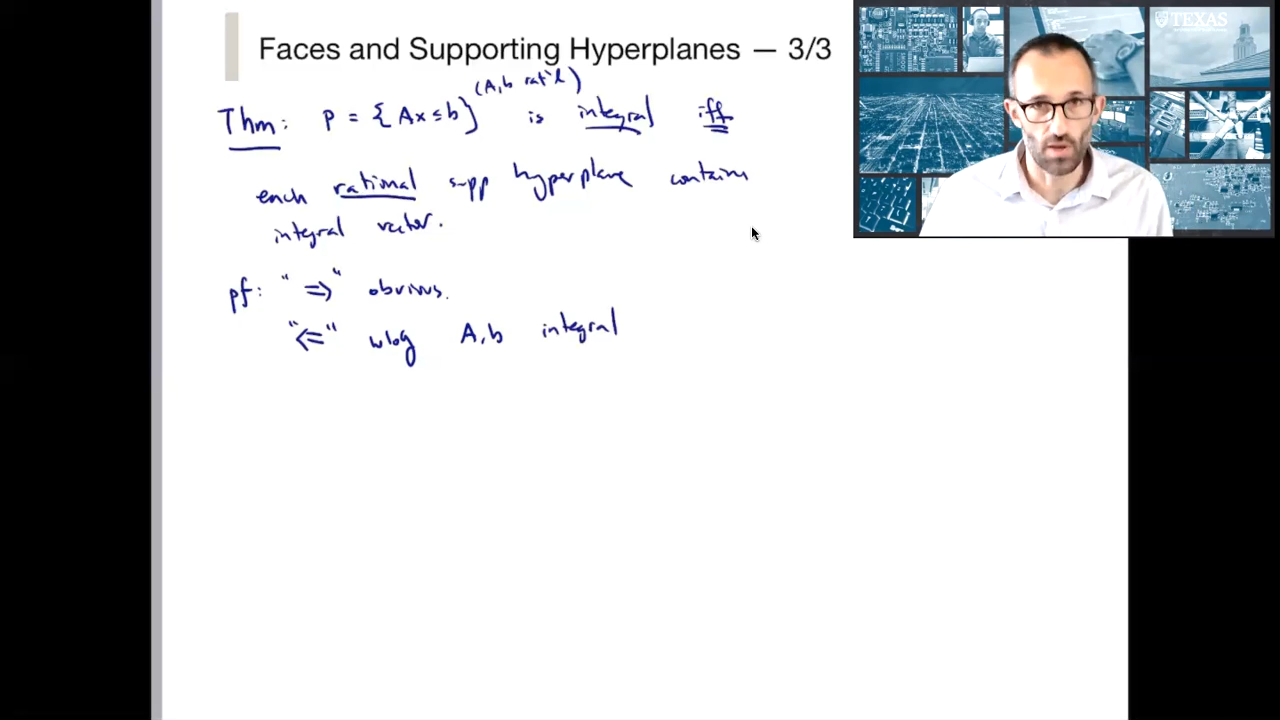 Faces and Supporting Hyperplanes — 3/3
(A,b rat'l)
Thm: P = {Ax ≤ b} is integral iff
each rational supp hyperplane contains
integral vector.
pf: "⇒" obvious.
"⇐" wlog A,b integral
TEXAS